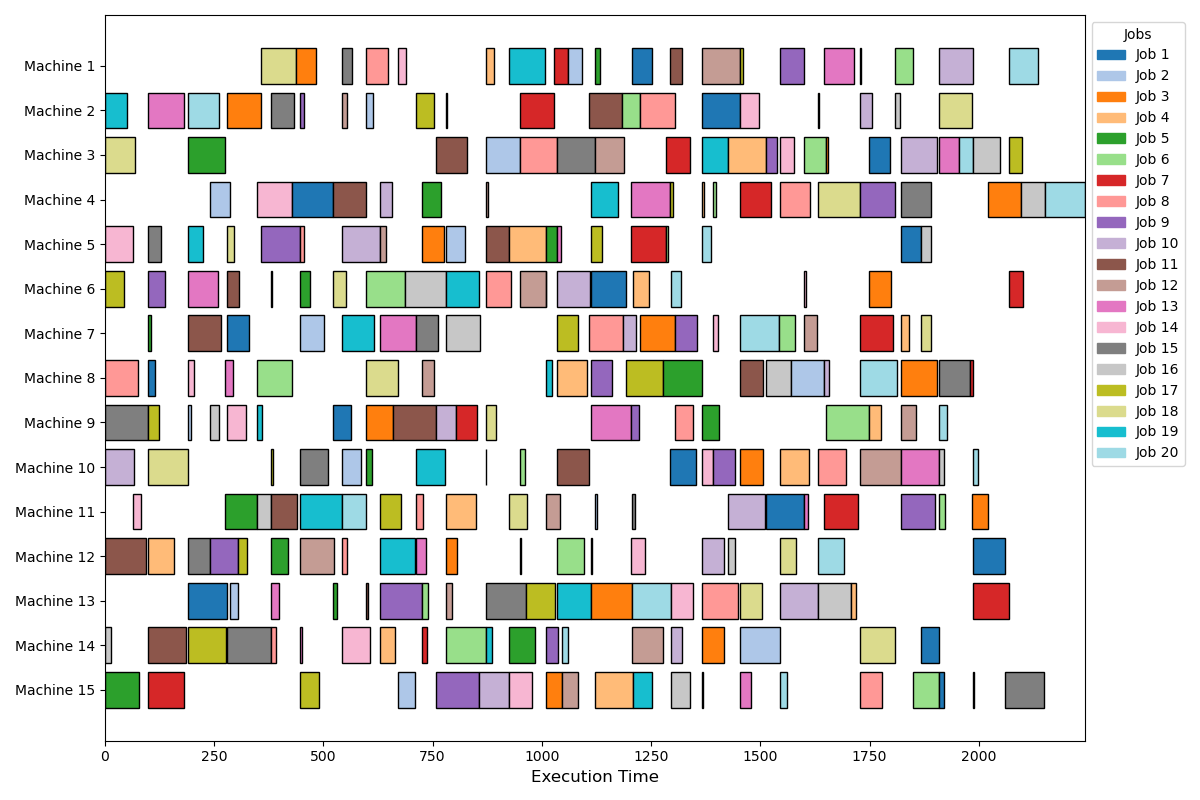 Machine 1
Machine 2
Machine 3
Machine 4
Machine 5
Machine 6
Machine 7
Machine 8
Machine 9
Machine 10
Machine 11
Machine 12
Machine 13
Machine 14
Machine 15
0 250 500 750 1000 1250 1500 1750 2000
Execution Time
Jobs
Job 1
Job 2
Job 3
Job 4
Job 5
Job 6
Job 7
Job 8
Job 9
Job 10
Job 11
Job 12
Job 13
Job 14
Job 15
Job 16
Job 17
Job 18
Job 19
Job 20